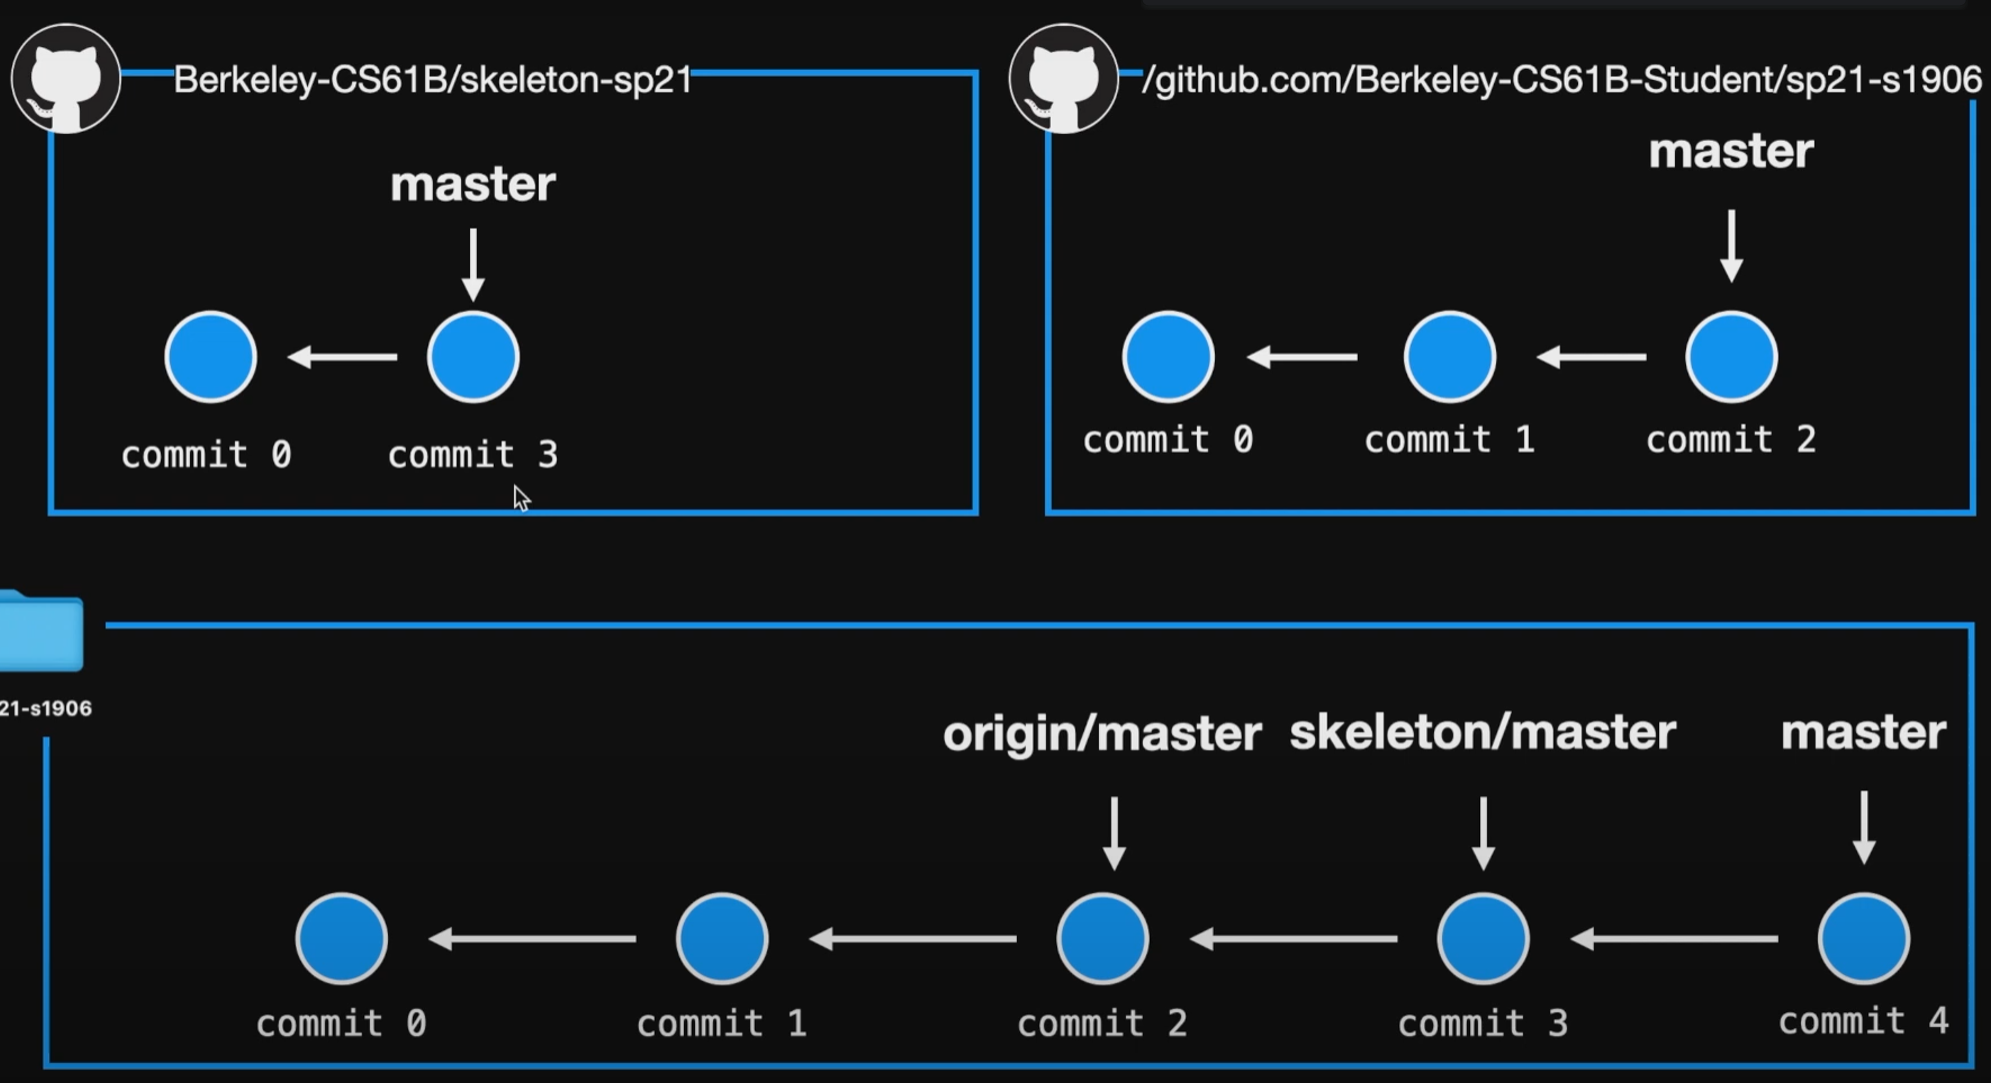 Berkeley-CS61B/skeleton-sp21
master
commit 0
commit 3
/github.com/Berkeley-CS61B-Student/sp21-s1906
master
commit 0
commit 1
commit 2
21-s1906
origin/master
skeleton/master
master
commit 0
commit 1
commit 2
commit 3
commit 4